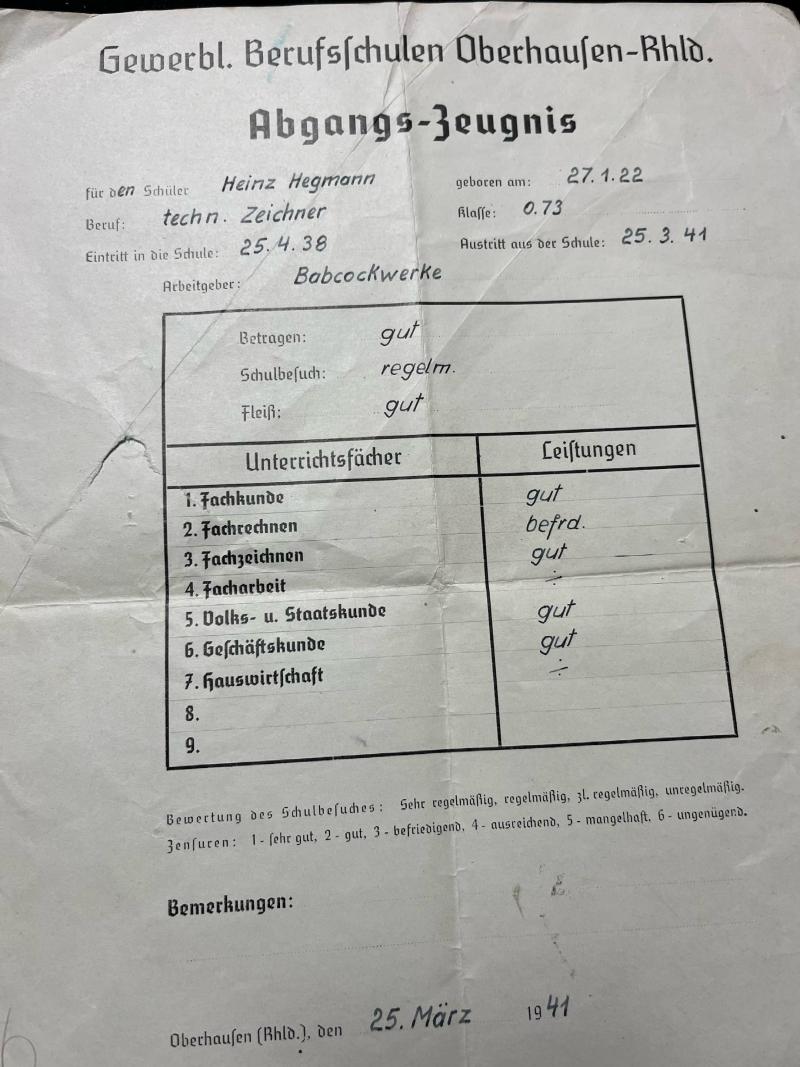 Gewerbl. Berufsſchulen Oberhauſen-Rhld.
Abgangs-Zeugnis
für den Schüler Heinz Hegmann geboren am: 27.1.22
Beruf: techn. Zeichner Klaſſe: 0.73
Eintritt in die Schule: 25.4.38 Austritt aus der Schule: 25.3.41
Arbeitgeber: Babcockwerke
Betragen: gut
Schulbeſuch: regelm.
Fleiß: gut
Unterrichtsfächer Leiſtungen
1. Fachkunde gut
2. Fachrechnen befrd.
3. Fachzeichnen gut
4. Facharbeit ÷
5. Volks- u. Staatskunde gut
6. Geſchäftskunde gut
7. Hauswirtſchaft ÷
8.
9.
Bewertung des Schulbeſuches: Sehr regelmäßig, regelmäßig, zl. regelmäßig, unregelmäßig.
Zenſuren: 1 - ſehr gut, 2 - gut, 3 - befriedigend, 4 - ausreichend, 5 - mangelhaft, 6 - ungenügend.
Bemerkungen:
Oberhauſen (Rhld.), den 25. März 1941